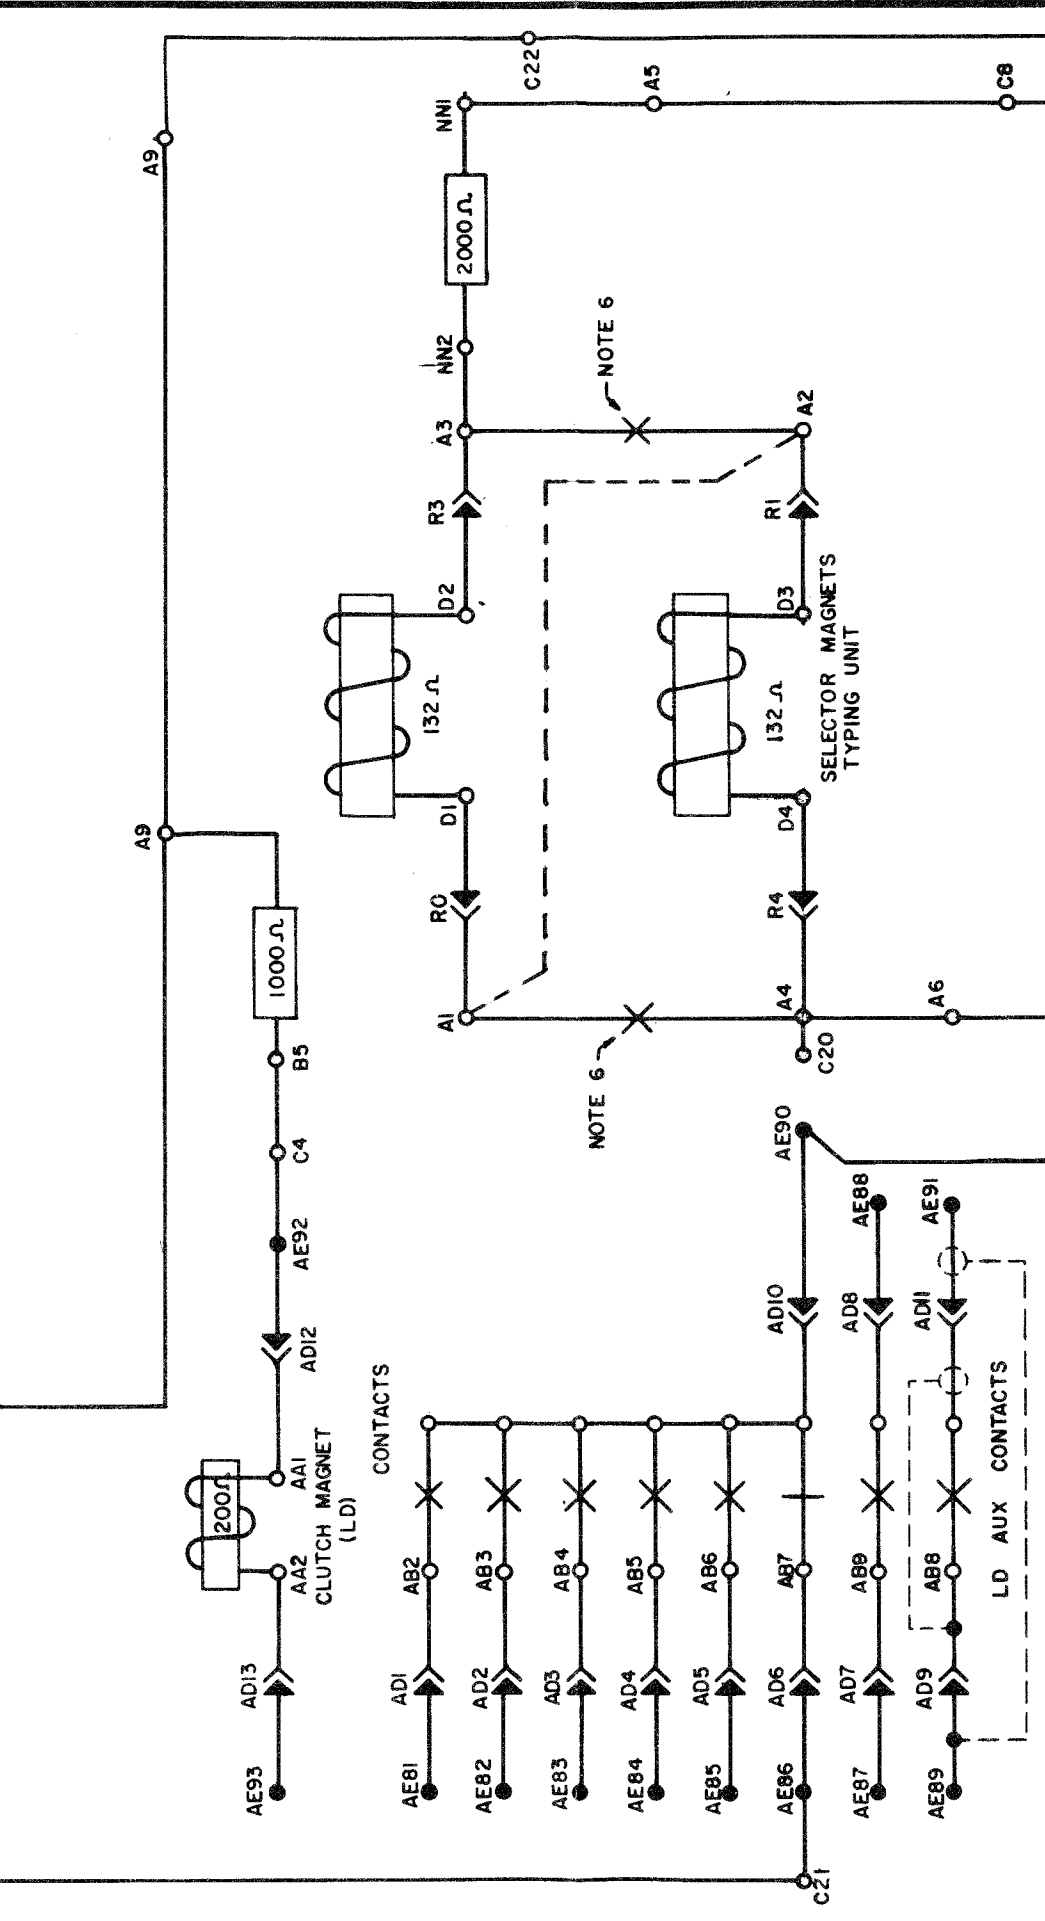 C22
A5
C8
NN1
A9
2000Ω
NOTE 6
NN2
A3
A2
R3
R1
D2
D3
132Ω
132Ω
SELECTOR MAGNETS
TYPING UNIT
D1
D4
A9
R0
R4
1000Ω
A1
A4
A6
B5
C20
NOTE 6
C4
AE90
AE92
AE88
AE91
AD12
AD10
AD8
AD11
CONTACTS
AA1
200Ω
CLUTCH MAGNET
(LD)
AA2
AB2
AB3
AB4
AB5
AB6
AB7
AB9
AB8
LD AUX CONTACTS
AD13
AD1
AD2
AD3
AD4
AD5
AD6
AD7
AD9
AE93
AE81
AE82
AE83
AE84
AE85
AE86
AE87
AE89
C21